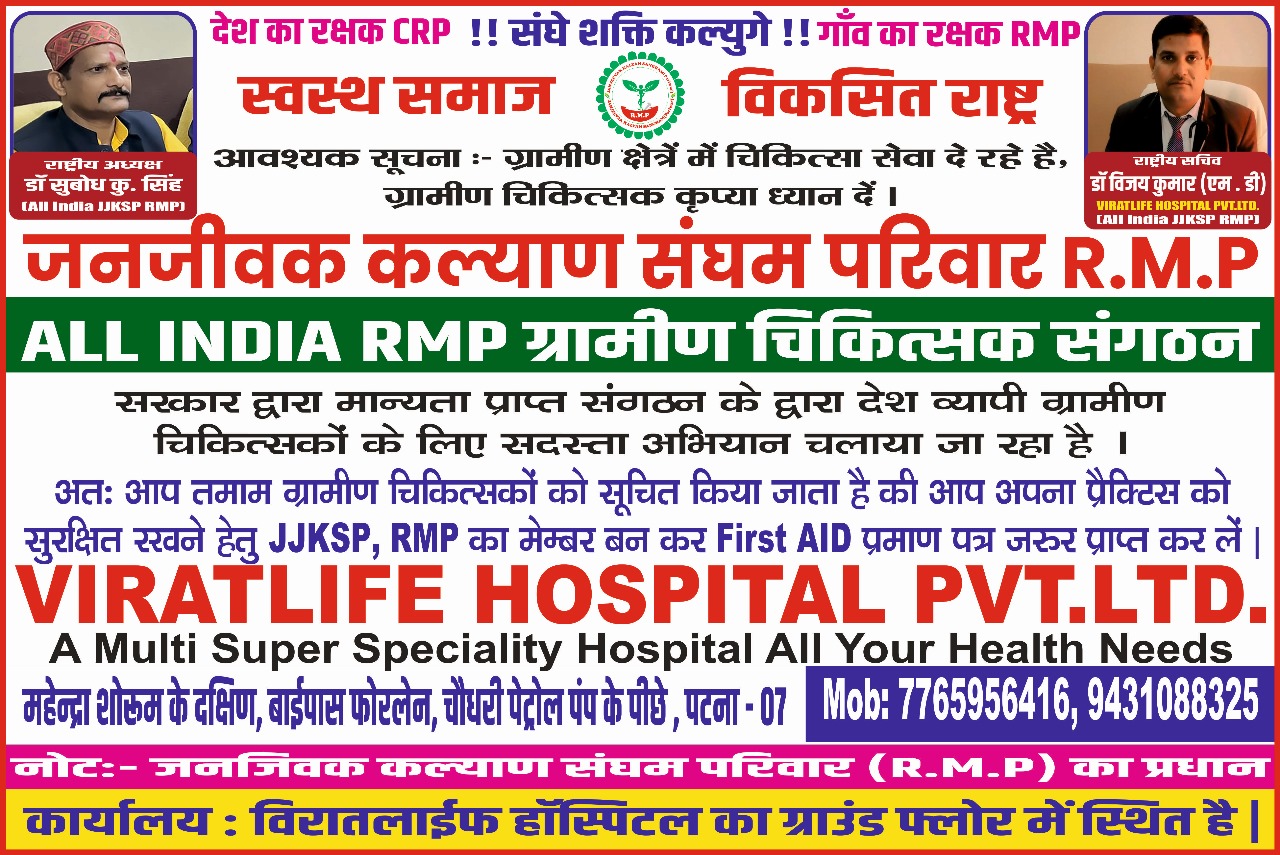 देश का रक्षक CRP !! संघे शक्ति कल्युगे !! गाँव का रक्षक RMP
स्वस्थ समाज
R.M.P
विकसित राष्ट्र
राष्ट्रीय अध्यक्ष
डॉ सुबोध कु. सिंह
(All India JJKSP RMP)
राष्ट्रीय सचिव
डॉ विजय कुमार (एम . डी)
VIRATLIFE HOSPITAL PVT.LTD.
(All India JJKSP RMP)
आवश्यक सूचना :- ग्रामीण क्षेत्रें में चिकित्सा सेवा दे रहे है,
ग्रामीण चिकित्सक कृप्या ध्यान दें ।
जनजीवक कल्याण संघम परिवार R.M.P
ALL INDIA RMP ग्रामीण चिकित्सक संगठन
सरकार द्वारा मान्यता प्राप्त संगठन के द्वारा देश व्यापी ग्रामीण
चिकित्सकों के लिए सदस्ता अभियान चलाया जा रहा है ।
अतः आप तमाम ग्रामीण चिकित्सकों को सूचित किया जाता है की आप अपना प्रैक्टिस को
सुरक्षित रखने हेतु JJKSP, RMP का मेम्बर बन कर First AID प्रमाण पत्र जरुर प्राप्त कर लें |
VIRATLIFE HOSPITAL PVT.LTD.
A Multi Super Speciality Hospital All Your Health Needs
महेन्द्रा शोरूम के दक्षिण, बाईपास फोरलेन, चौधरी पेट्रोल पंप के पीछे , पटना - 07
Mob: 7765956416, 9431088325
नोटः- जनजिवक कल्याण संघम परिवार (R.M.P) का प्रधान
कार्यालय : विरातलाईफ हॉस्पिटल का ग्राउंड फ्लोर में स्थित है |